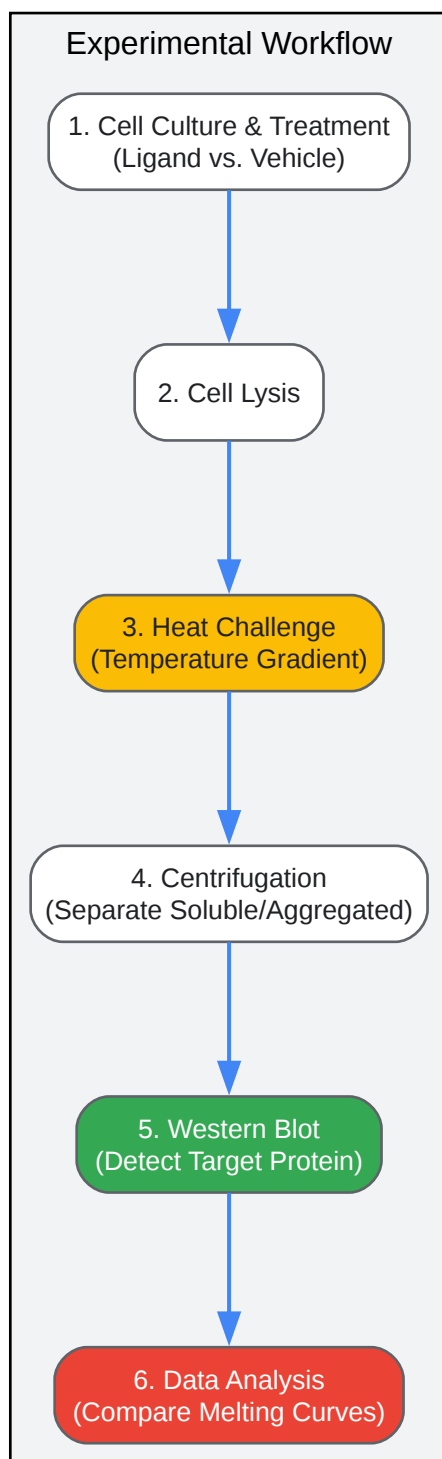 Experimental Workflow
1. Cell Culture & Treatment
(Ligand vs. Vehicle)
2. Cell Lysis
3. Heat Challenge
(Temperature Gradient)
4. Centrifugation
(Separate Soluble/Aggregated)
5. Western Blot
(Detect Target Protein)
6. Data Analysis
(Compare Melting Curves)